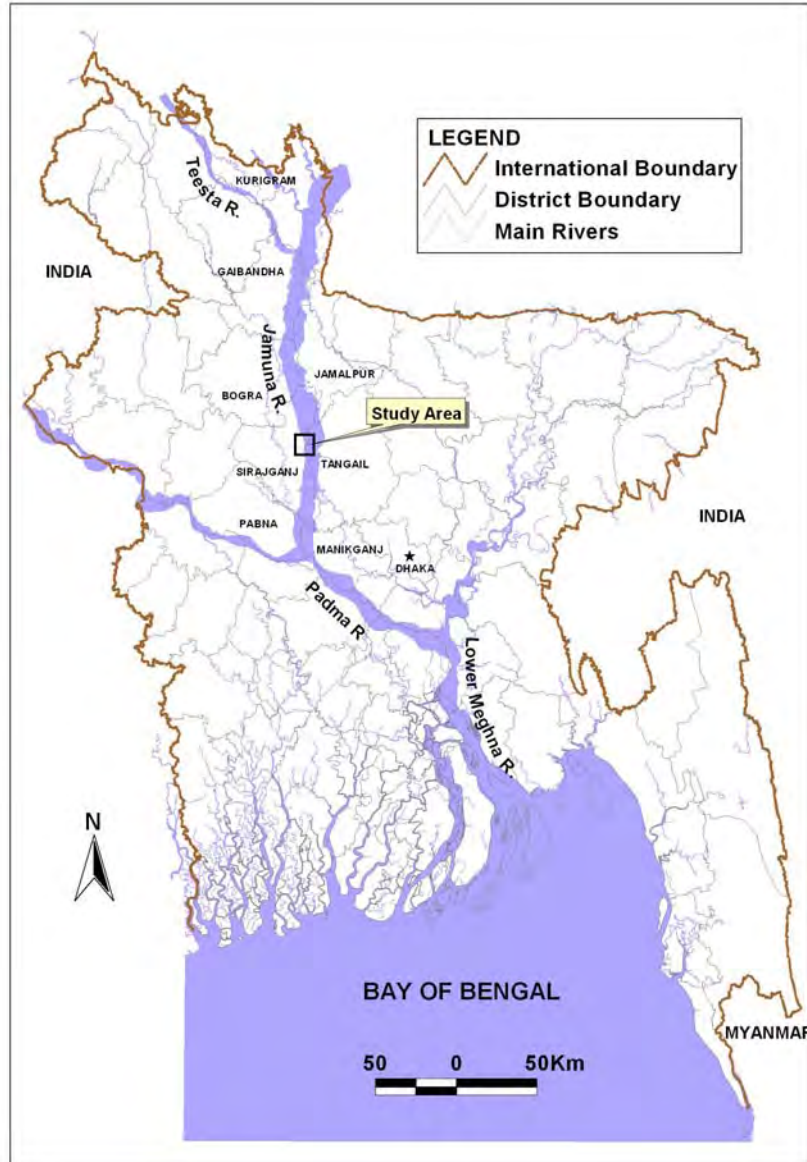 LEGEND
International Boundary
District Boundary
Main Rivers
KURIGRAM
Teesta R.
INDIA
GAIBANDHA
Jamuna R.
JAMALPUR
BOGRA
Study Area
SIRAJGANJ
TANGAIL
PABNA
MANIKGANJ
DHAKA
INDIA
Padma R
Lower Meghna R.
N
BAY OF BENGAL
MYANMAR
50 0 50Km